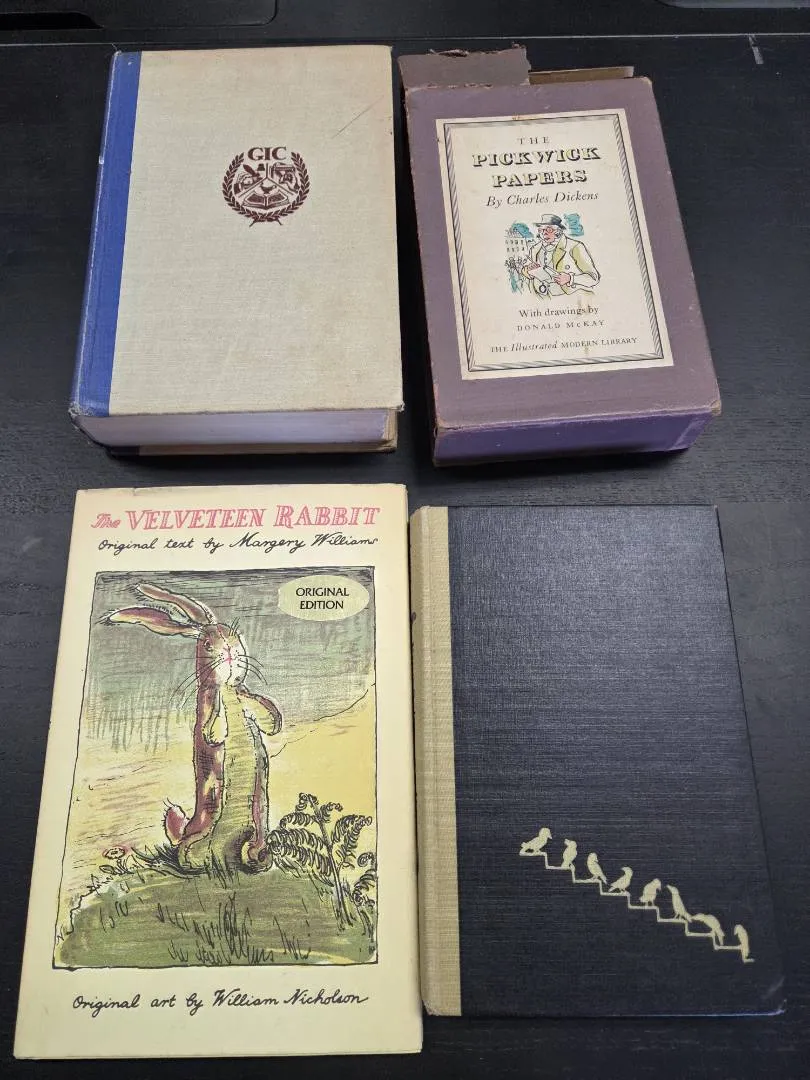 GIC
THE
PICKWICK
PAPERS
By Charles Dickens
With drawings by
DONALD McKAY
THE Illustrated MODERN LIBRARY
The VELVETEEN RABBIT
Original text by Margery Williams
ORIGINAL
EDITION
Original art by William Nicholson